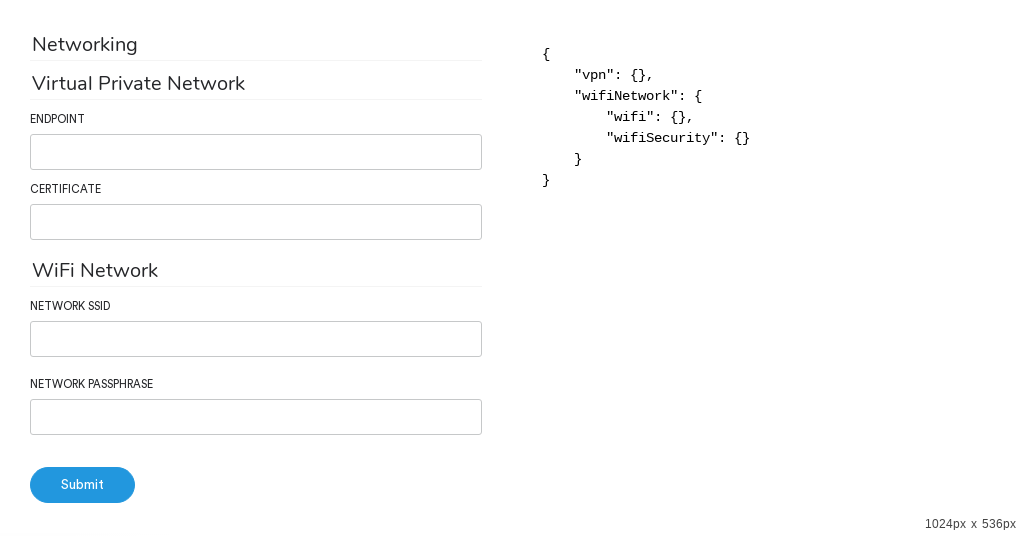 Networking
Virtual Private Network
ENDPOINT
CERTIFICATE
WiFi Network
NETWORK SSID
NETWORK PASSPHRASE
Submit
{
    "vpn": {},
    "wifiNetwork": {
        "wifi": {},
        "wifiSecurity": {}
    }
}
1024px x 536px